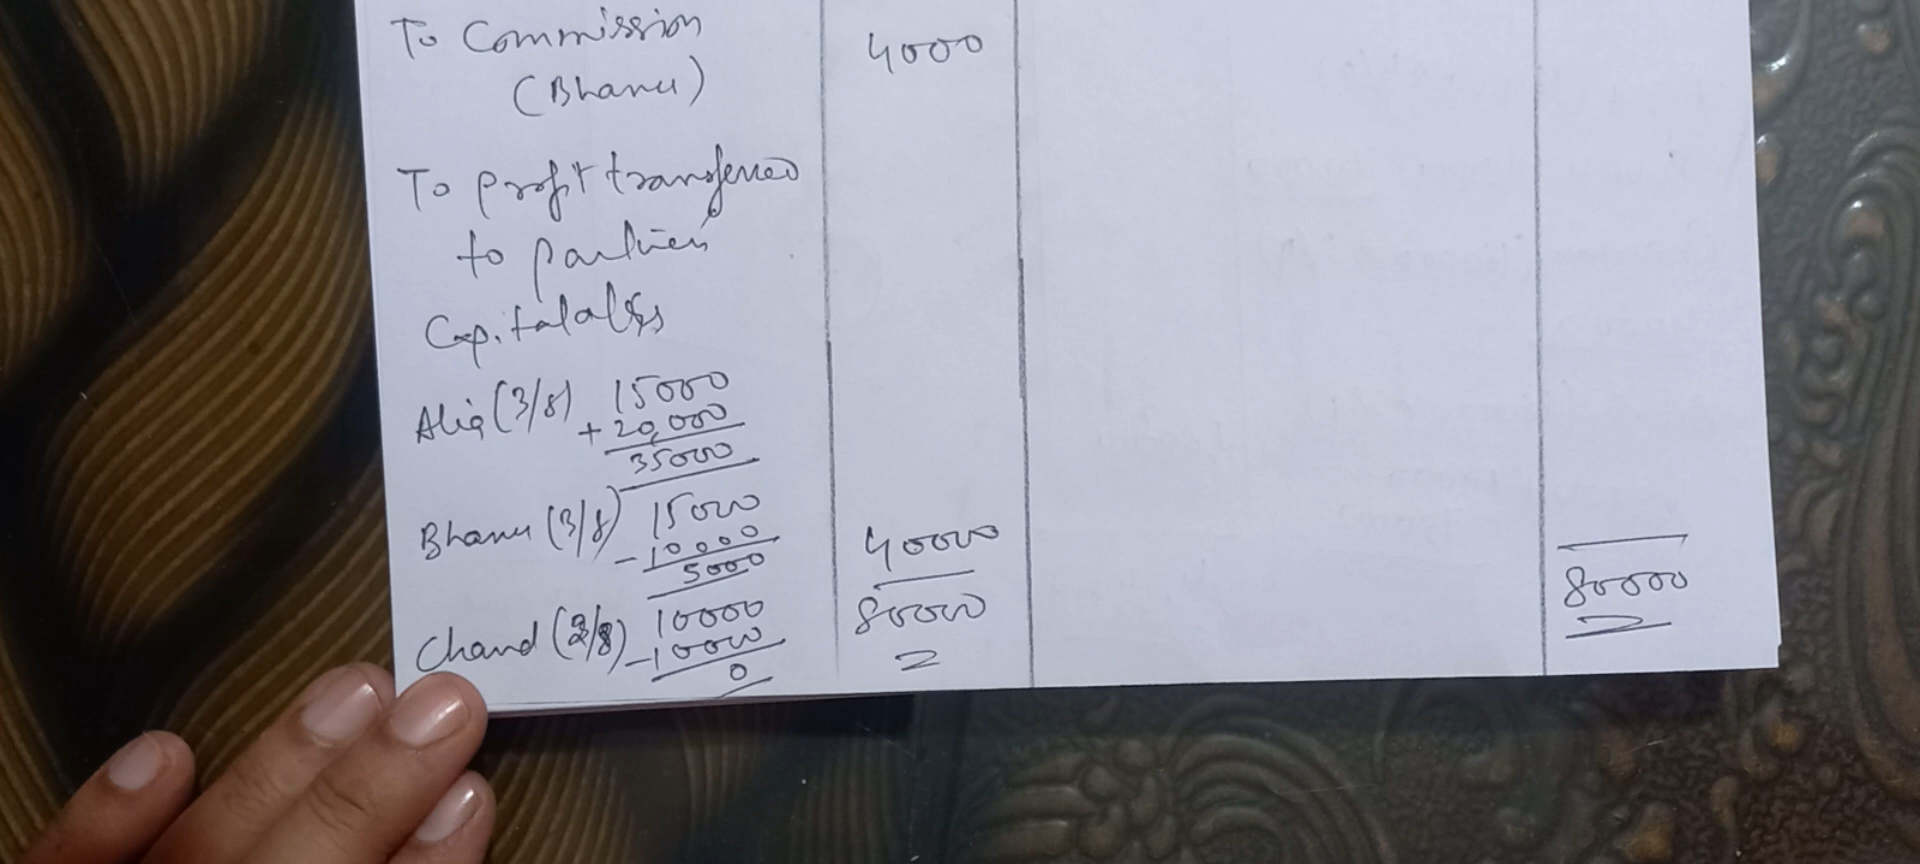 To Commission 4000
(Bhanu)
To profit transferred
to partners
Capital a/cs
Alia (3/8) 15000
+ 20,000
35000
Bhanu (3/8) 15000
- 10000 40000
5000
Chand (2/8) 10000 80000 80000
- 10000
0